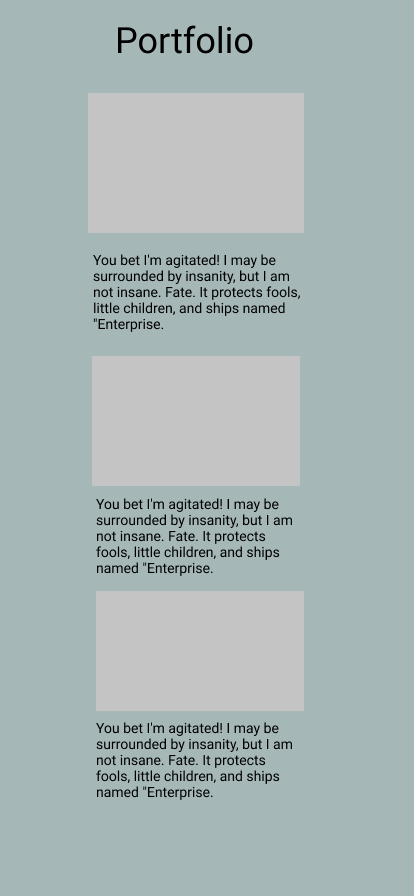 Portfolio
You bet I'm agitated! I may be
surrounded by insanity, but I am
not insane. Fate. It protects fools,
little children, and ships named
"Enterprise.
You bet I'm agitated! I may be
surrounded by insanity, but I am
not insane. Fate. It protects
fools, little children, and ships
named "Enterprise.
You bet I'm agitated! I may be
surrounded by insanity, but I am
not insane. Fate. It protects
fools, little children, and ships
named "Enterprise.